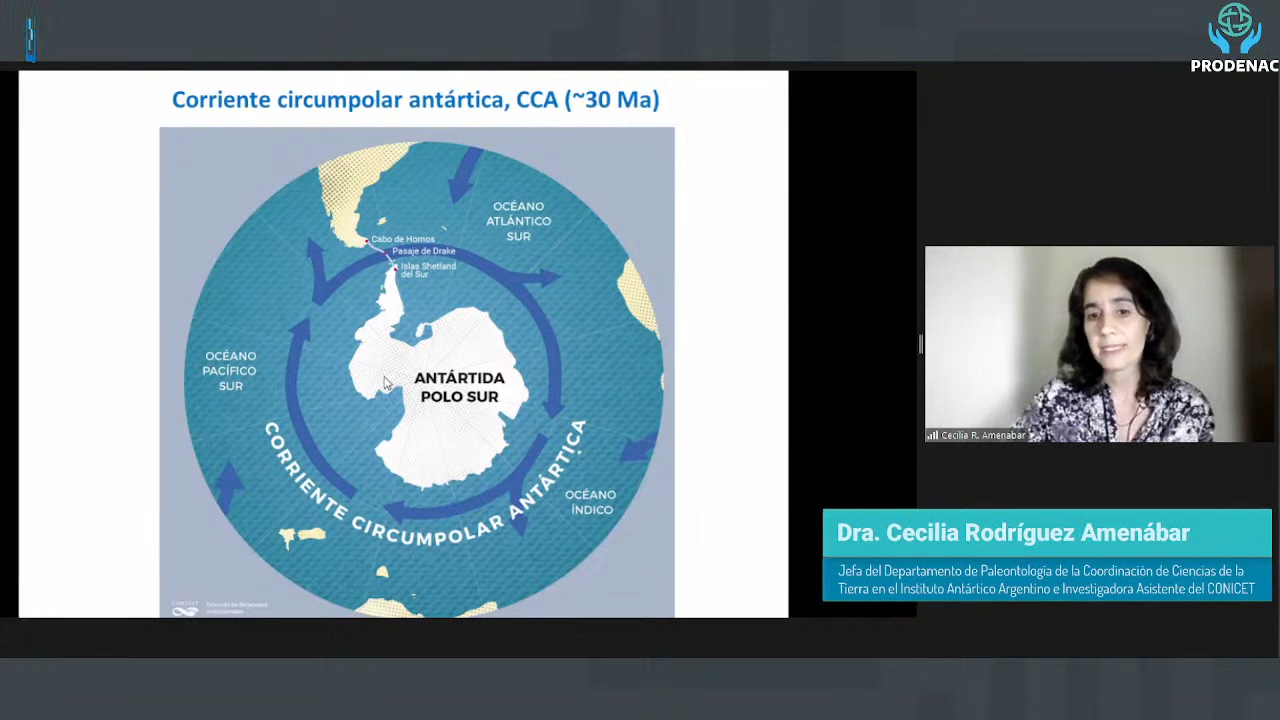 PRODENAC
Corriente circumpolar antártica, CCA (~30 Ma)
OCÉANO
ATLÁNTICO
SUR
Cabo de Hornos
Pasaje de Drake
Islas Shetland
del Sur
OCÉANO
PACÍFICO
SUR
ANTÁRTIDA
POLO SUR
CORRIENTE CIRCUMPOLAR ANTÁRTICA
OCÉANO
ÍNDICO
Cecilia R. Amenabar
Dra. Cecilia Rodríguez Amenábar
Jefa del Departamento de Paleontología de la Coordinación de Ciencias de la
Tierra en el Instituto Antártico Argentino e Investigadora Asistente del CONICET